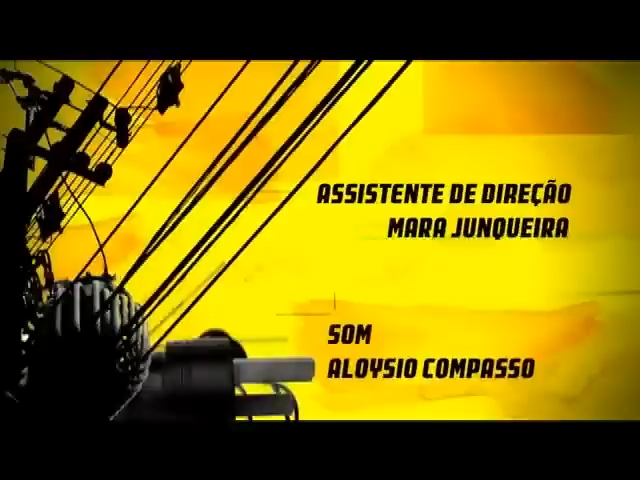 ASSISTENTE DE DIREÇÃO
MARA JUNQUEIRA
SOM
ALOYSIO COMPASSO